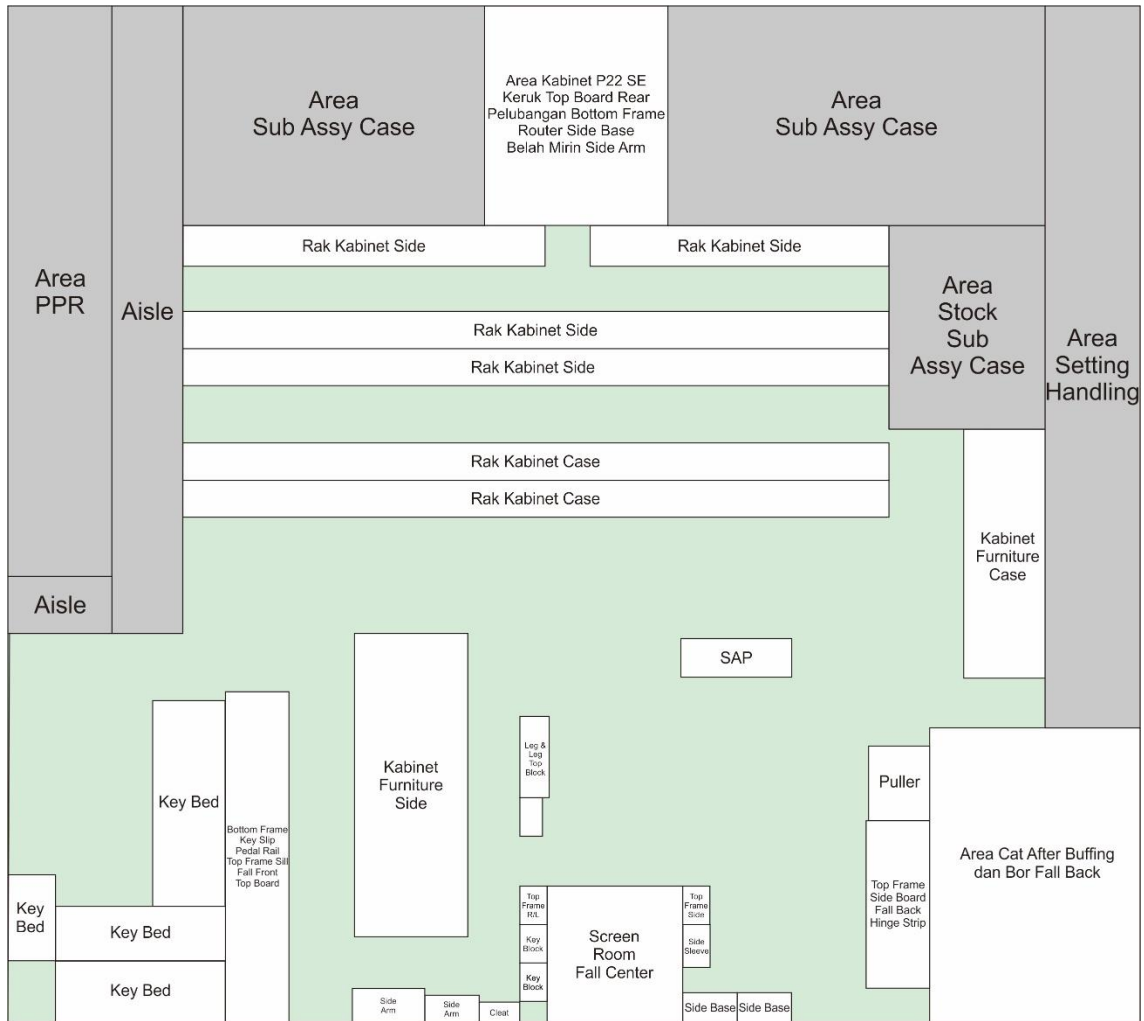 Area
Sub Assy Case
Area Kabinet P22 SE
Keruk Top Board Rear
Pelubangan Bottom Frame
Router Side Base
Belah Mirin Side Arm
Area
Sub Assy Case
Area
PPR
Aisle
Aisle
Rak Kabinet Side
Rak Kabinet Side
Rak Kabinet Side
Rak Kabinet Side
Rak Kabinet Case
Rak Kabinet Case
Area
Stock
Sub
Assy Case
Area
Setting
Handling
Kabinet
Furniture
Case
SAP
Key Bed
Bottom Frame
Key Slip
Pedal Rail
Top Frame Sill
Fall Front
Top Board
Key
Bed
Key Bed
Key Bed
Kabinet
Furniture
Side
Leg &
Leg
Top
Block
Top
Frame
R/L
Key
Block
Key
Block
Screen
Room
Fall Center
Top
Frame
Side
Side
Sleeve
Side
Arm
Side
Arm
Cleat
Side Base
Side Base
Puller
Top Frame
Side Board
Fall Back
Hinge Strip
Area Cat After Buffing
dan Bor Fall Back